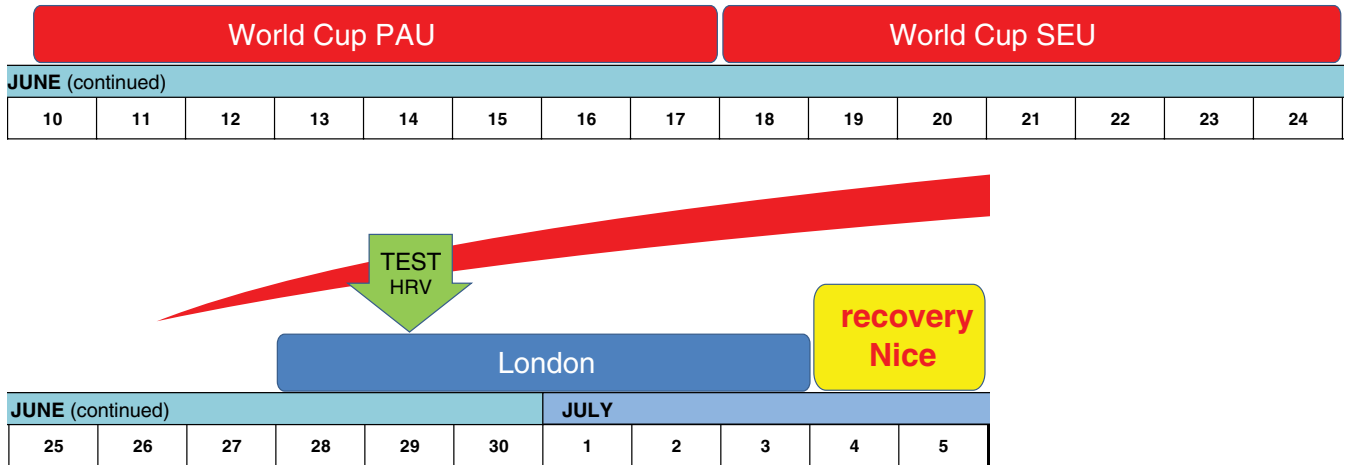 World Cup PAU World Cup SEU
JUNE (continued)
10 11 12 13 14 15 16 17 18 19 20 21 22 23 24
TEST
HRV
recovery
Nice
London
JUNE (continued) JULY
25 26 27 28 29 30 1 2 3 4 5